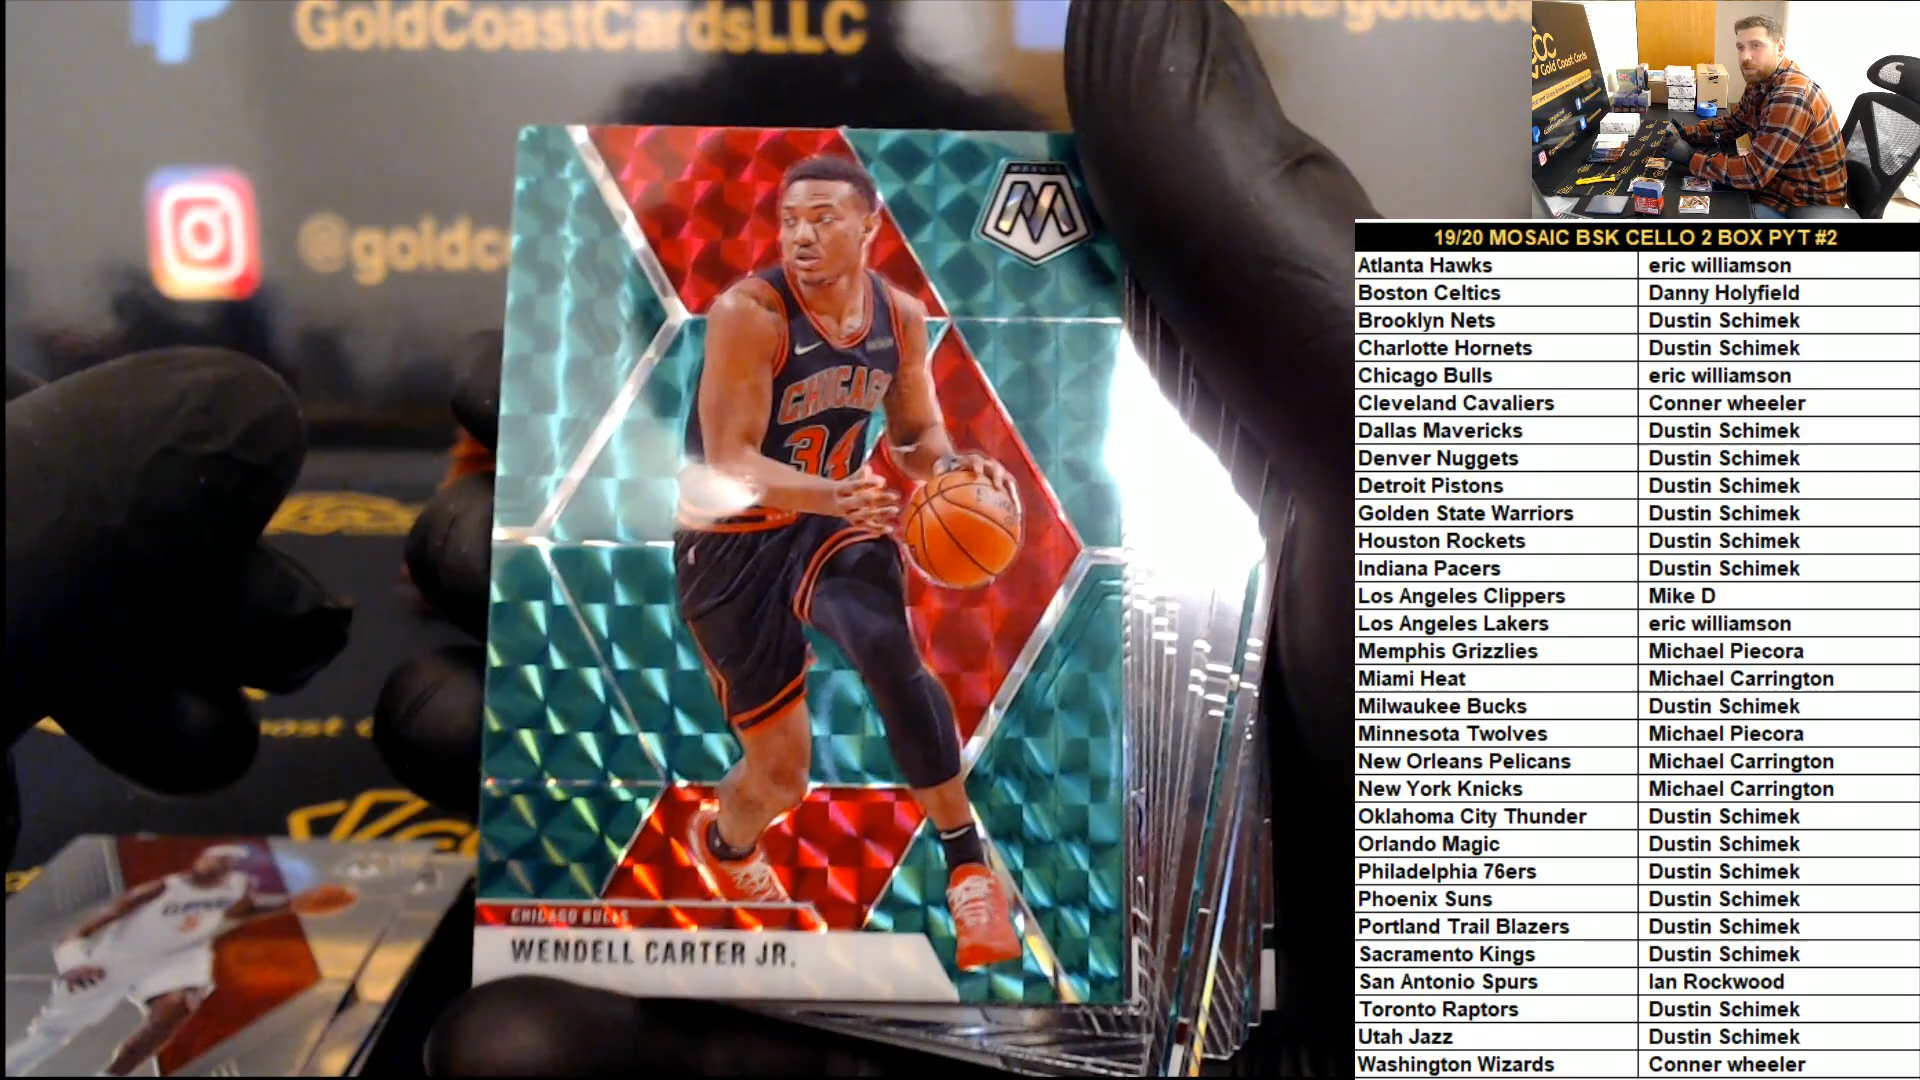 GoldCoastCardsLLC
@goldc
Gold Coast Cards
M
CHICAGO
34
CHICAGO BULLS
WENDELL CARTER JR.
19/20 MOSAIC BSK CELLO 2 BOX PYT #2
Atlanta Hawks eric williamson
Boston Celtics Danny Holyfield
Brooklyn Nets Dustin Schimek
Charlotte Hornets Dustin Schimek
Chicago Bulls eric williamson
Cleveland Cavaliers Conner wheeler
Dallas Mavericks Dustin Schimek
Denver Nuggets Dustin Schimek
Detroit Pistons Dustin Schimek
Golden State Warriors Dustin Schimek
Houston Rockets Dustin Schimek
Indiana Pacers Dustin Schimek
Los Angeles Clippers Mike D
Los Angeles Lakers eric williamson
Memphis Grizzlies Michael Piecora
Miami Heat Michael Carrington
Milwaukee Bucks Dustin Schimek
Minnesota Twolves Michael Piecora
New Orleans Pelicans Michael Carrington
New York Knicks Michael Carrington
Oklahoma City Thunder Dustin Schimek
Orlando Magic Dustin Schimek
Philadelphia 76ers Dustin Schimek
Phoenix Suns Dustin Schimek
Portland Trail Blazers Dustin Schimek
Sacramento Kings Dustin Schimek
San Antonio Spurs Ian Rockwood
Toronto Raptors Dustin Schimek
Utah Jazz Dustin Schimek
Washington Wizards Conner wheeler